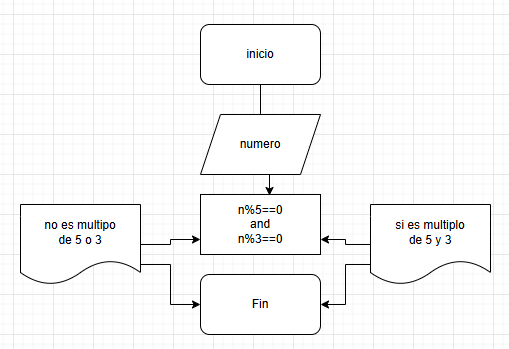 inicio
numero
n%5==0
and
n%3==0
no es multipo
de 5 o 3
si es multiplo
de 5 y 3
Fin